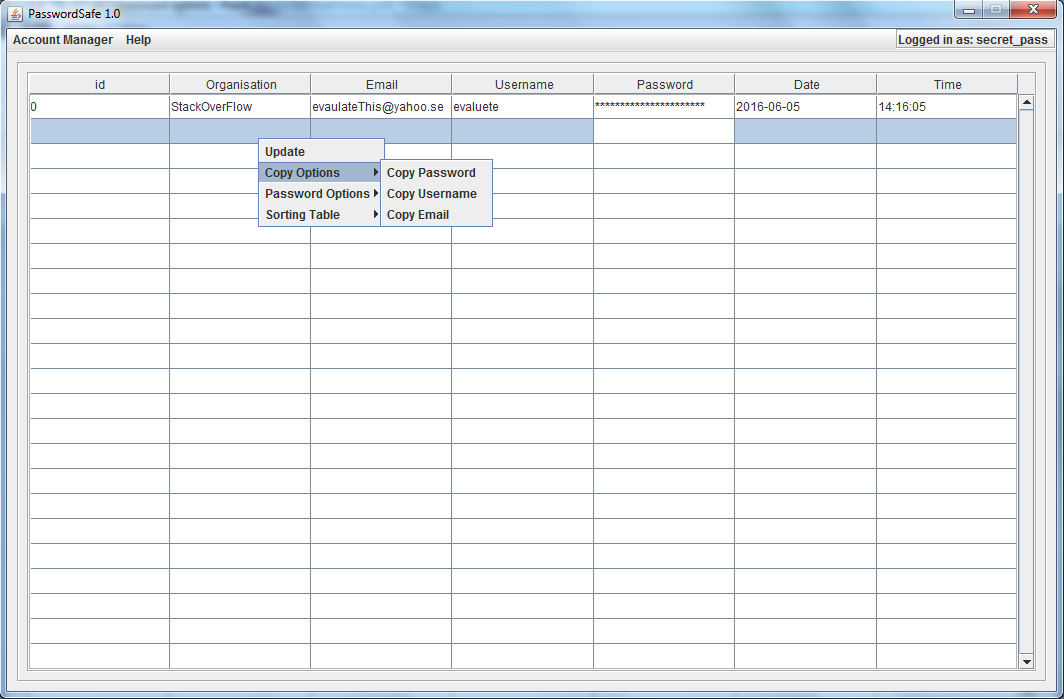 PasswordSafe 1.0
Account Manager Help Logged in as: secret_pass
id Organisation Email Username Password Date Time
0 StackOverFlow evaulateThis@yahoo.se evaluete ********************** 2016-06-05 14:16:05
Update
Copy Options Copy Password
Password Options Copy Username
Sorting Table Copy Email